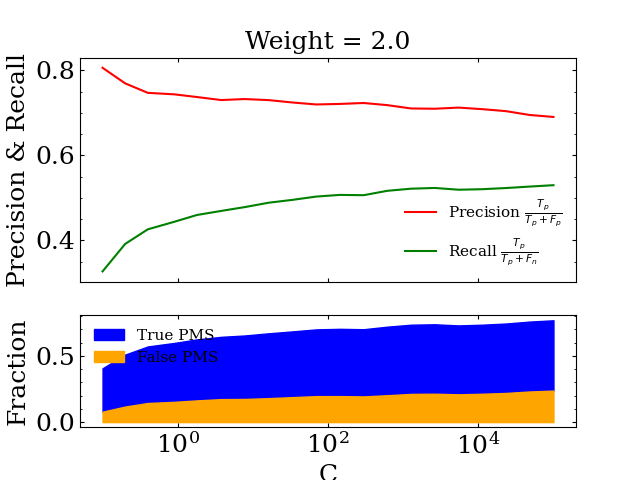 Weight = 2.0
Precision & Recall
0.8
0.6
0.4
Precision $\frac{T_p}{T_p+F_p}$
Recall $\frac{T_p}{T_p+F_n}$
Fraction
0.5
0.0
True PMS
False PMS
10^0
10^2
10^4
C